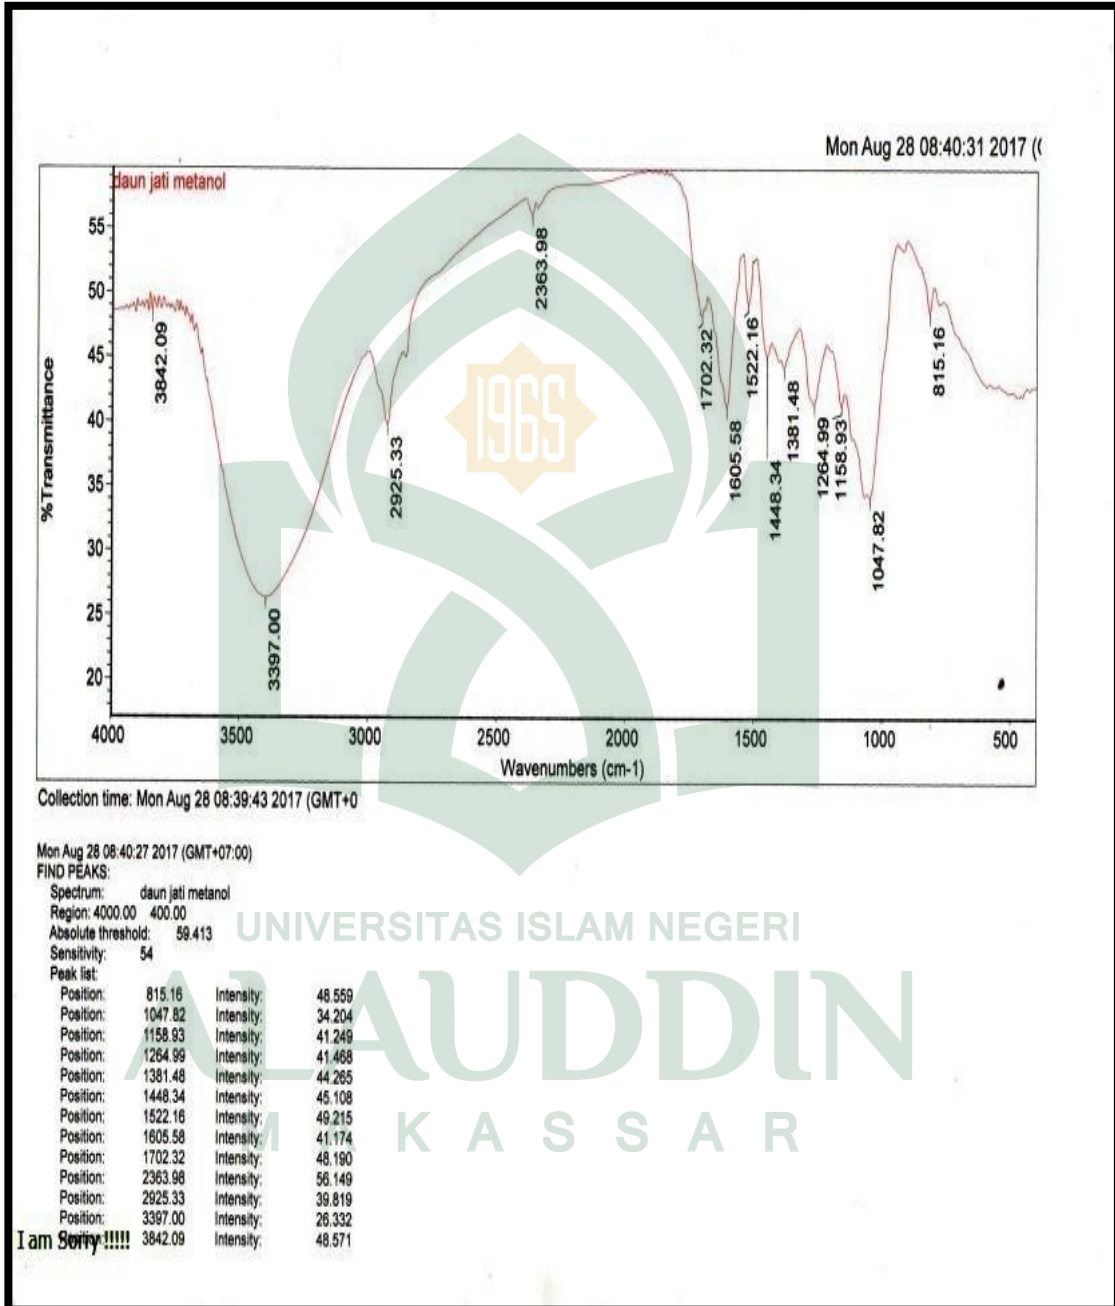 Mon Aug 28 08:40:31 2017 (
daun jati metanol
55
50
45
40
35
30
25
20
%Transmittance
3842.09
3397.00
2925.33
2363.98
1702.32
1605.58
1522.16
1448.34
1381.48
1264.99
1158.93
1047.82
815.16
1965
4000 3500 3000 2500 2000 1500 1000 500
Wavenumbers (cm-1)
Collection time: Mon Aug 28 08:39:43 2017 (GMT+0
Mon Aug 28 08:40:27 2017 (GMT+07:00)
FIND PEAKS:
Spectrum: daun jati metanol
Region: 4000.00 400.00
Absolute threshold: 59.413
Sensitivity: 54
Peak list:
Position: 815.16 Intensity: 48.559
Position: 1047.82 Intensity: 34.204
Position: 1158.93 Intensity: 41.249
Position: 1264.99 Intensity: 41.468
Position: 1381.48 Intensity: 44.265
Position: 1448.34 Intensity: 45.108
Position: 1522.16 Intensity: 49.215
Position: 1605.58 Intensity: 41.174
Position: 1702.32 Intensity: 48.190
Position: 2363.98 Intensity: 56.149
Position: 2925.33 Intensity: 39.819
Position: 3397.00 Intensity: 26.332
Position: 3842.09 Intensity: 48.571
I am Sorry !!!!!
UNIVERSITAS ISLAM NEGERI
ALAUDDIN
MAKASSAR